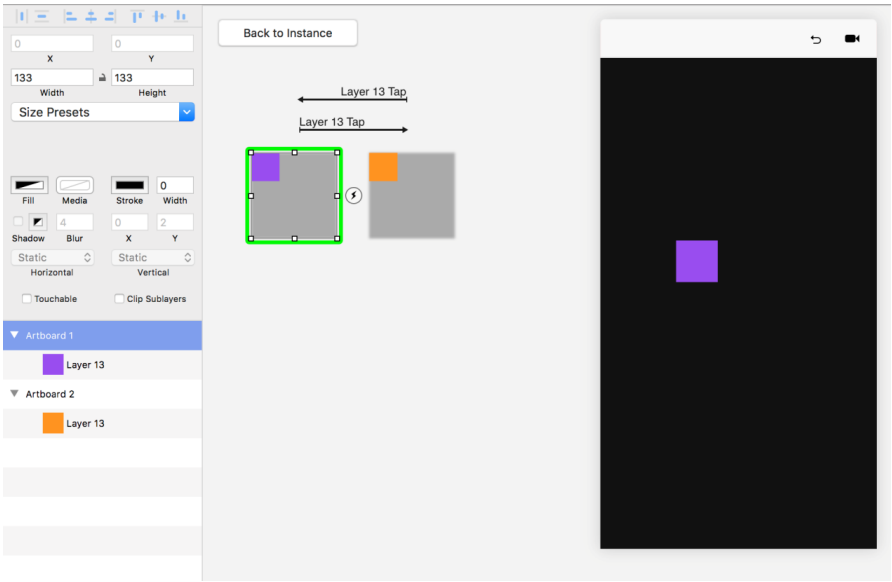 Back to Instance
0
0
X
Y
133
133
Width
Height
Size Presets
Layer 13 Tap
Layer 13 Tap
0
Fill
Media
Stroke
Width
4
0
2
Shadow
Blur
X
Y
Static
Static
Horizontal
Vertical
Touchable
Clip Sublayers
Artboard 1
Layer 13
Artboard 2
Layer 13